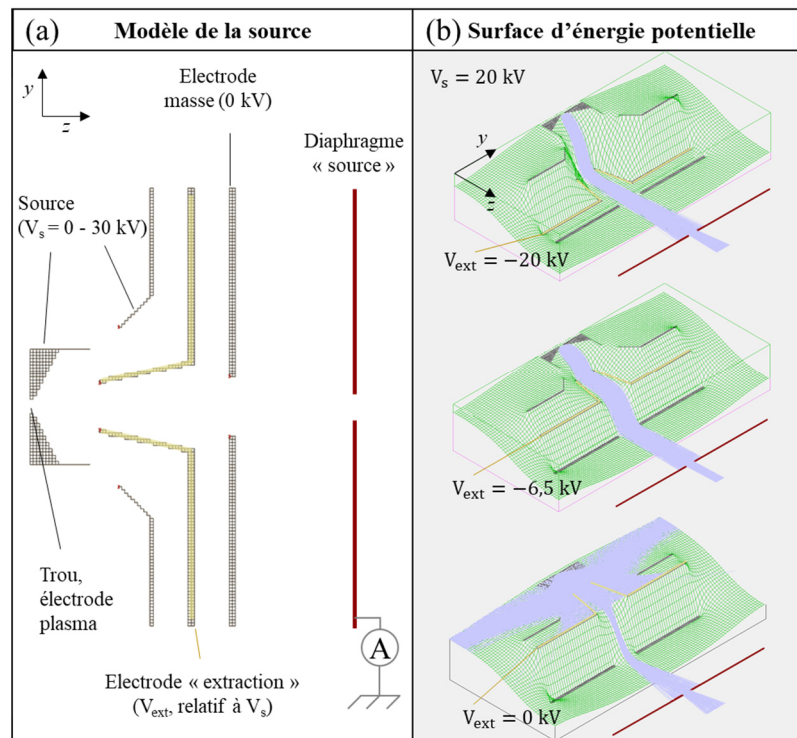 (a) Modèle de la source
(b) Surface d’énergie potentielle
y
z
Electrode
masse (0 kV)
Diaphragme
« source »
Source
(Vs = 0 - 30 kV)
Trou,
électrode
plasma
Electrode « extraction »
(Vext, relatif à Vs)
A
Vs = 20 kV
y
z
Vext = −20 kV
Vext = −6,5 kV
Vext = 0 kV